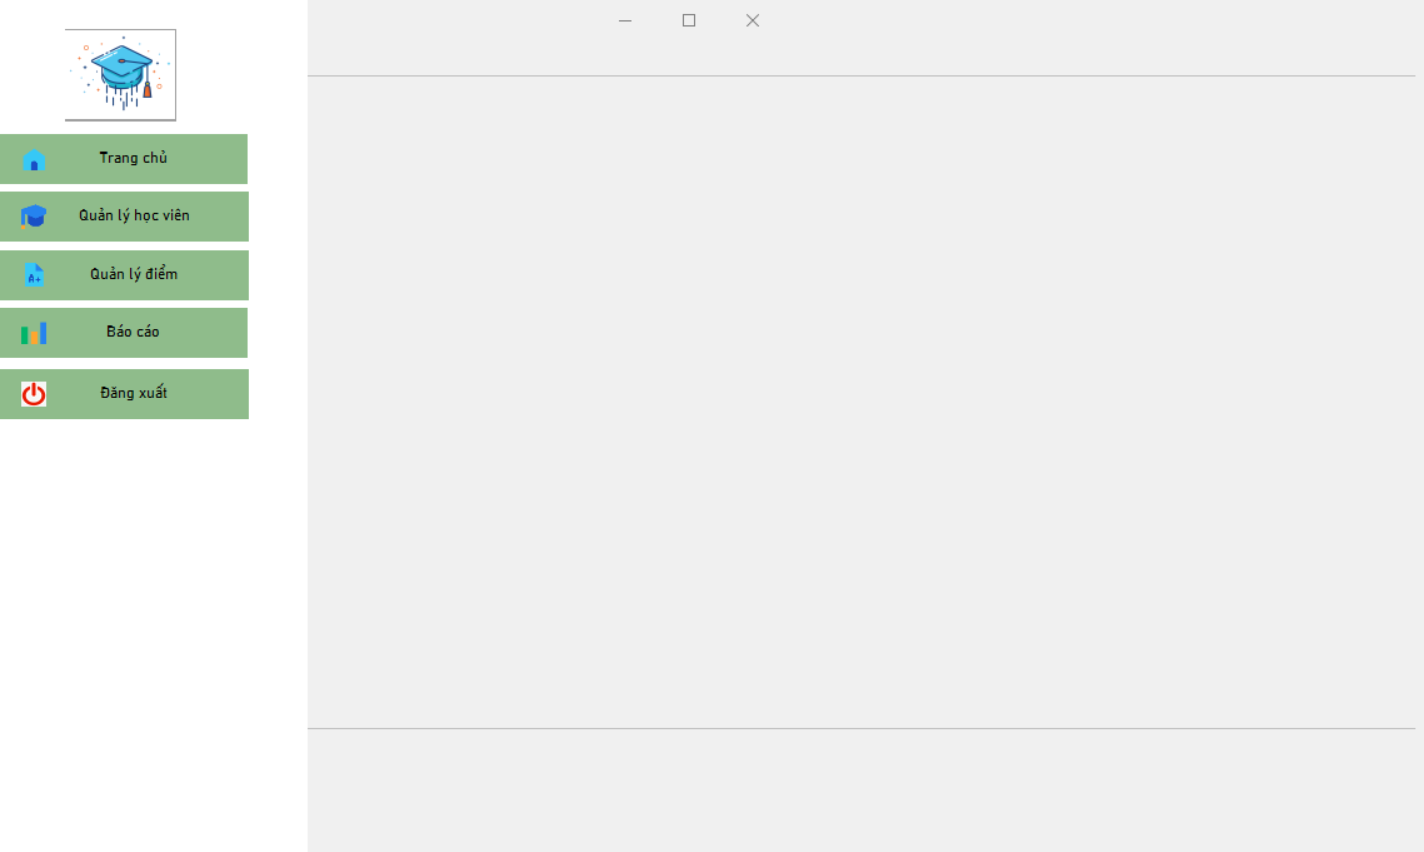 Trang chủ
Quản lý học viên
A+
Quản lý điểm
Báo cáo
Đăng xuất